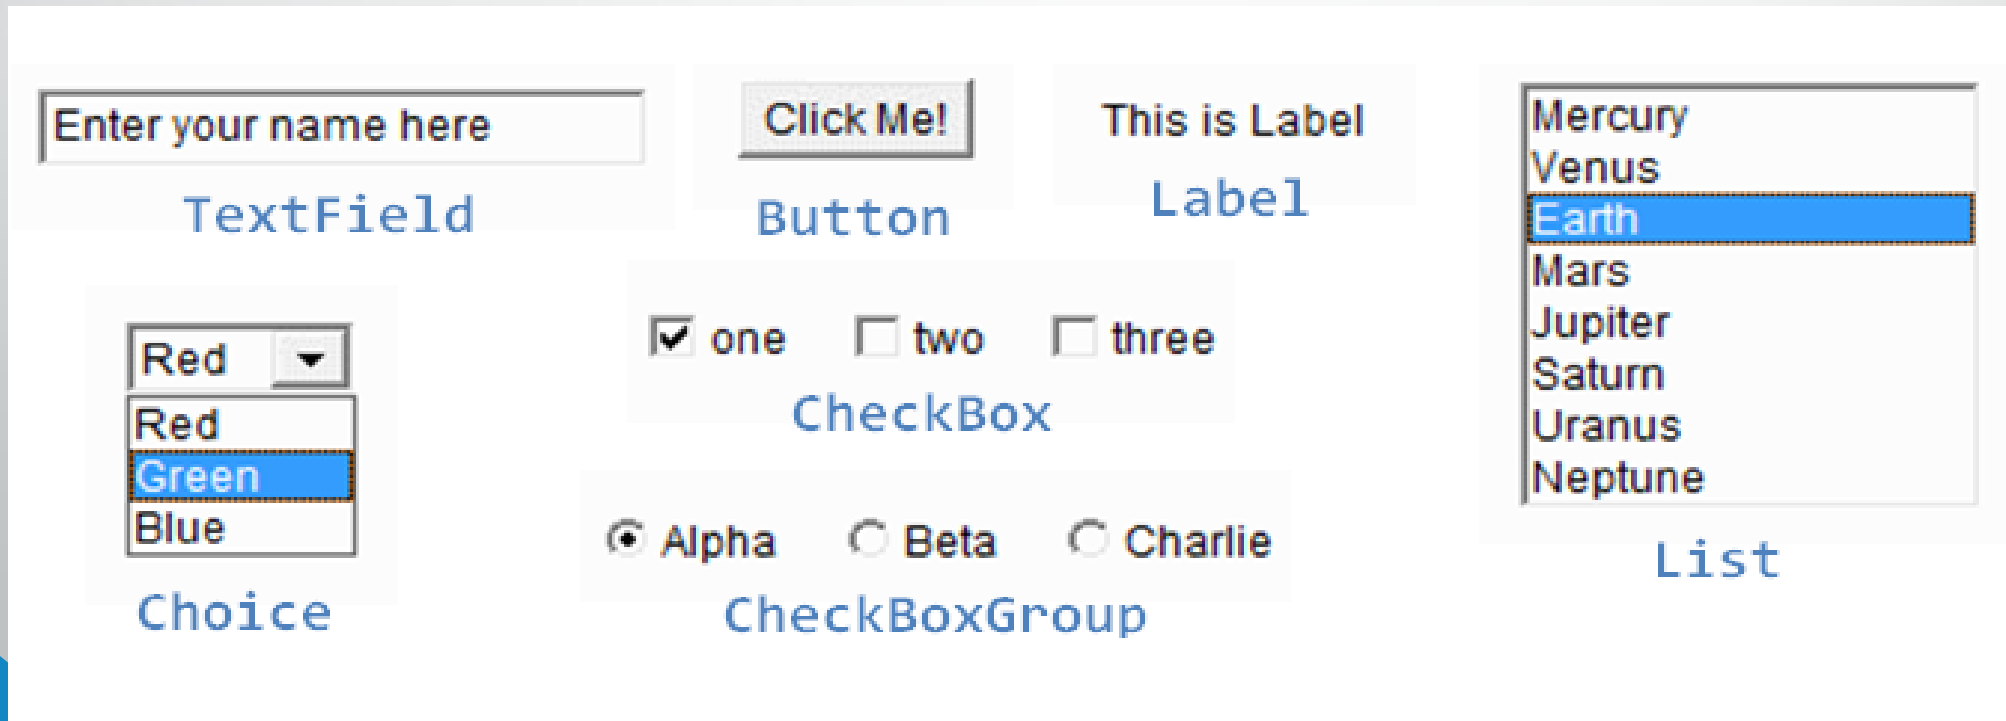 Enter your name here
TextField
Click Me!
Button
This is Label
Label
Mercury
Venus
Earth
Mars
Jupiter
Saturn
Uranus
Neptune
List
Red
Red
Green
Blue
Choice
one two three
CheckBox
Alpha Beta Charlie
CheckBoxGroup